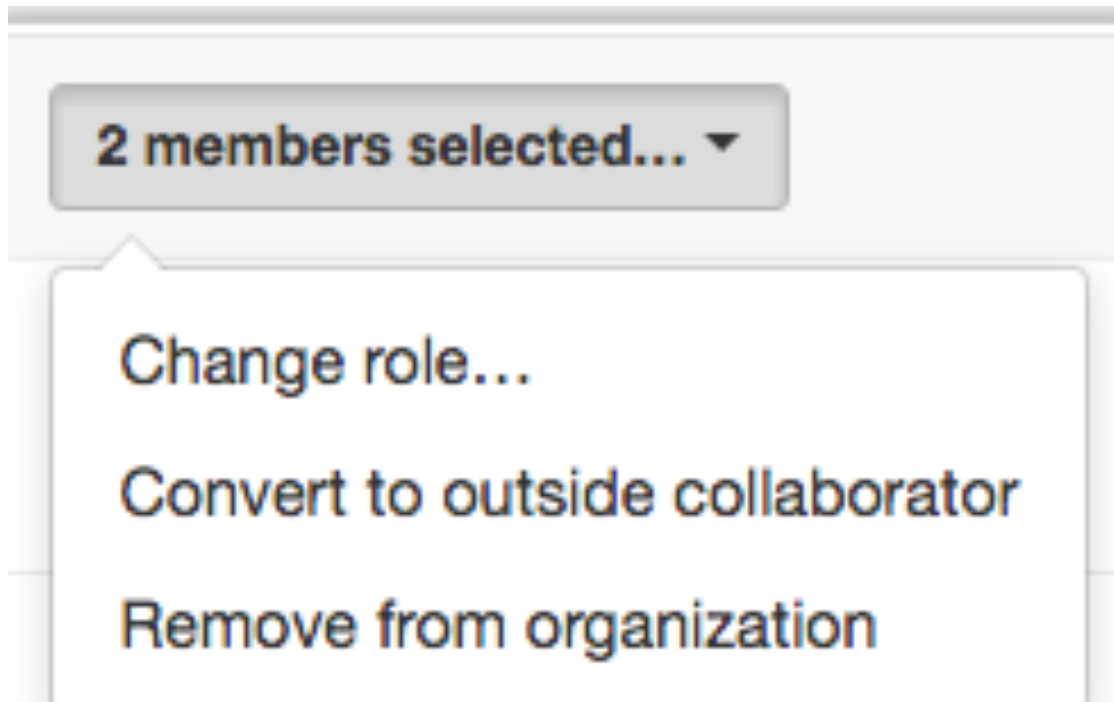 2 members selected...
Change role...
Convert to outside collaborator
Remove from organization